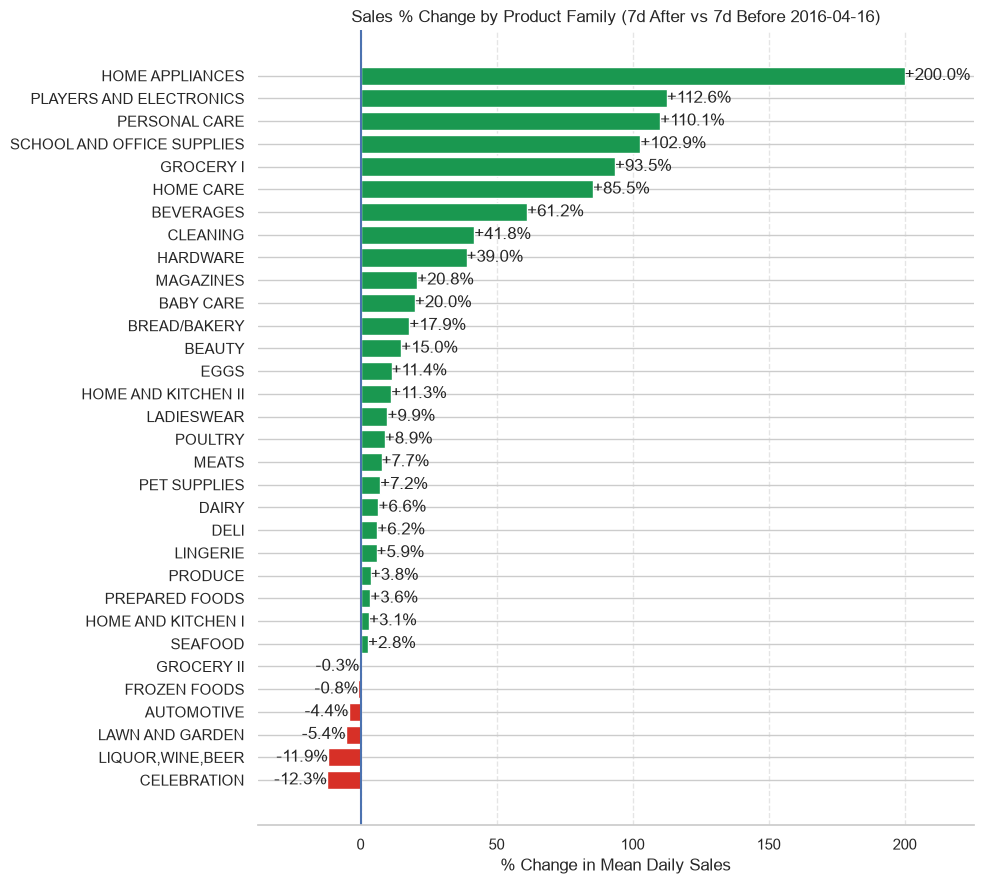 Sales % Change by Product Family (7d After vs 7d Before 2016-04-16)
HOME APPLIANCES +200.0%
PLAYERS AND ELECTRONICS +112.6%
PERSONAL CARE +110.1%
SCHOOL AND OFFICE SUPPLIES +102.9%
GROCERY I +93.5%
HOME CARE +85.5%
BEVERAGES +61.2%
CLEANING +41.8%
HARDWARE +39.0%
MAGAZINES +20.8%
BABY CARE +20.0%
BREAD/BAKERY +17.9%
BEAUTY +15.0%
EGGS +11.4%
HOME AND KITCHEN II +11.3%
LADIESWEAR +9.9%
POULTRY +8.9%
MEATS +7.7%
PET SUPPLIES +7.2%
DAIRY +6.6%
DELI +6.2%
LINGERIE +5.9%
PRODUCE +3.8%
PREPARED FOODS +3.6%
HOME AND KITCHEN I +3.1%
SEAFOOD +2.8%
GROCERY II -0.3%
FROZEN FOODS -0.8%
AUTOMOTIVE -4.4%
LAWN AND GARDEN -5.4%
LIQUOR,WINE,BEER -11.9%
CELEBRATION -12.3%
0 50 100 150 200
% Change in Mean Daily Sales